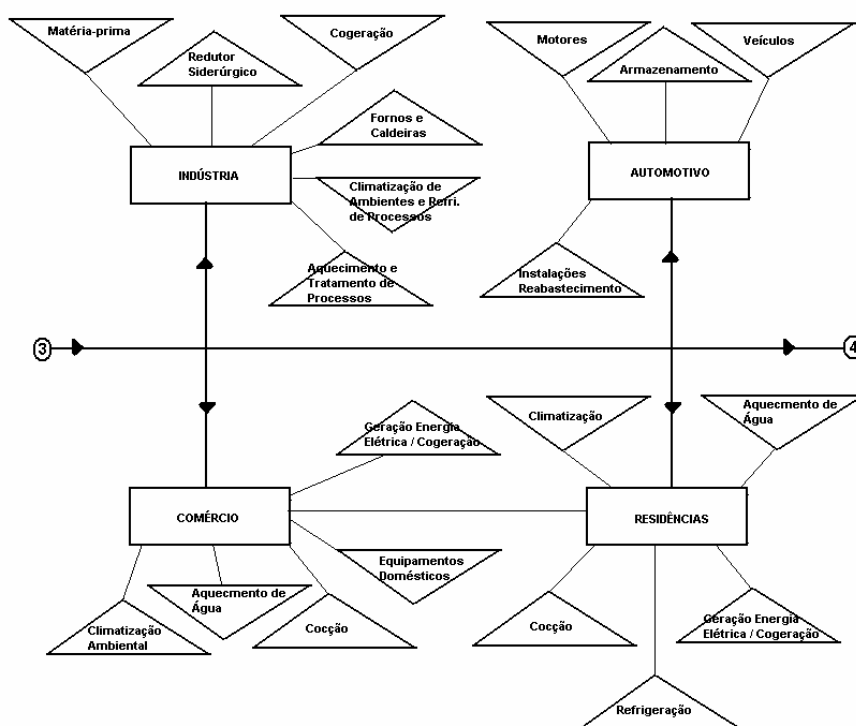 Matéria-prima
Redutor
Siderúrgico
Cogeração
Motores
Armazenamento
Veículos
Fornos e
Caldeiras
INDÚSTRIA
Climatização de
Ambientes e Refri.
de Processos
Aquecimento e
Tratamento de
Processos
AUTOMOTIVO
Instalações
Reabastecimento
3
4
Geração Energia
Elétrica / Cogeração
Climatização
Aquecmento de
Água
COMÉRCIO
RESIDÊNCIAS
Equipamentos
Domésticos
Climatização
Ambiental
Aquecmento de
Água
Cocção
Cocção
Geração Energia
Elétrica / Cogeração
Refrigeração